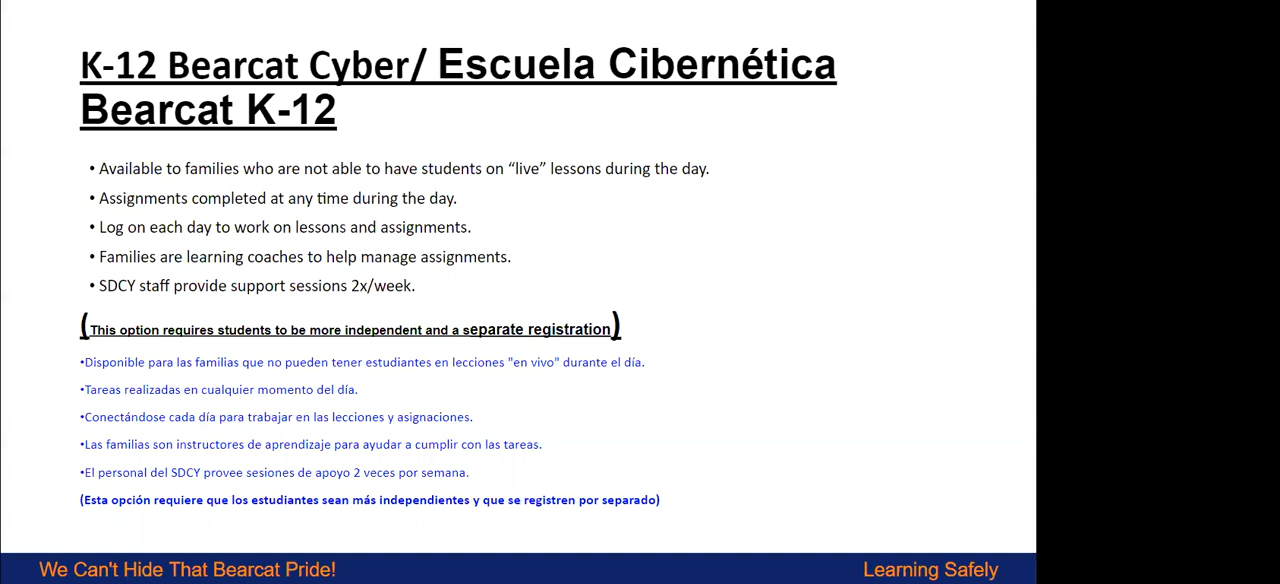 K-12 Bearcat Cyber/ Escuela Cibernética
Bearcat K-12
• Available to families who are not able to have students on “live” lessons during the day.
• Assignments completed at any time during the day.
• Log on each day to work on lessons and assignments.
• Families are learning coaches to help manage assignments.
• SDCY staff provide support sessions 2x/week.
(This option requires students to be more independent and a separate registration)
•Disponible para las familias que no pueden tener estudiantes en lecciones "en vivo" durante el día.
•Tareas realizadas en cualquier momento del día.
•Conectándose cada día para trabajar en las lecciones y asignaciones.
•Las familias son instructores de aprendizaje para ayudar a cumplir con las tareas.
•El personal del SDCY provee sesiones de apoyo 2 veces por semana.
(Esta opción requiere que los estudiantes sean más independientes y que se registren por separado)
We Can't Hide That Bearcat Pride!
Learning Safely